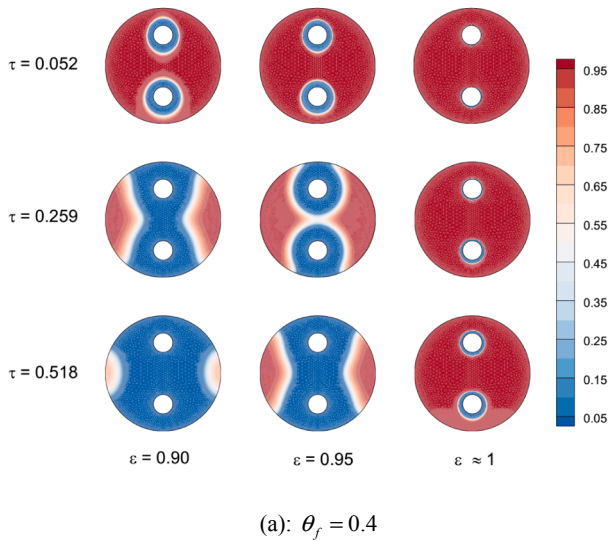 τ = 0.052
τ = 0.259
τ = 0.518
ε = 0.90
ε = 0.95
ε ≈ 1
0.95
0.85
0.75
0.65
0.55
0.45
0.35
0.25
0.15
0.05
(a): θ_f = 0.4